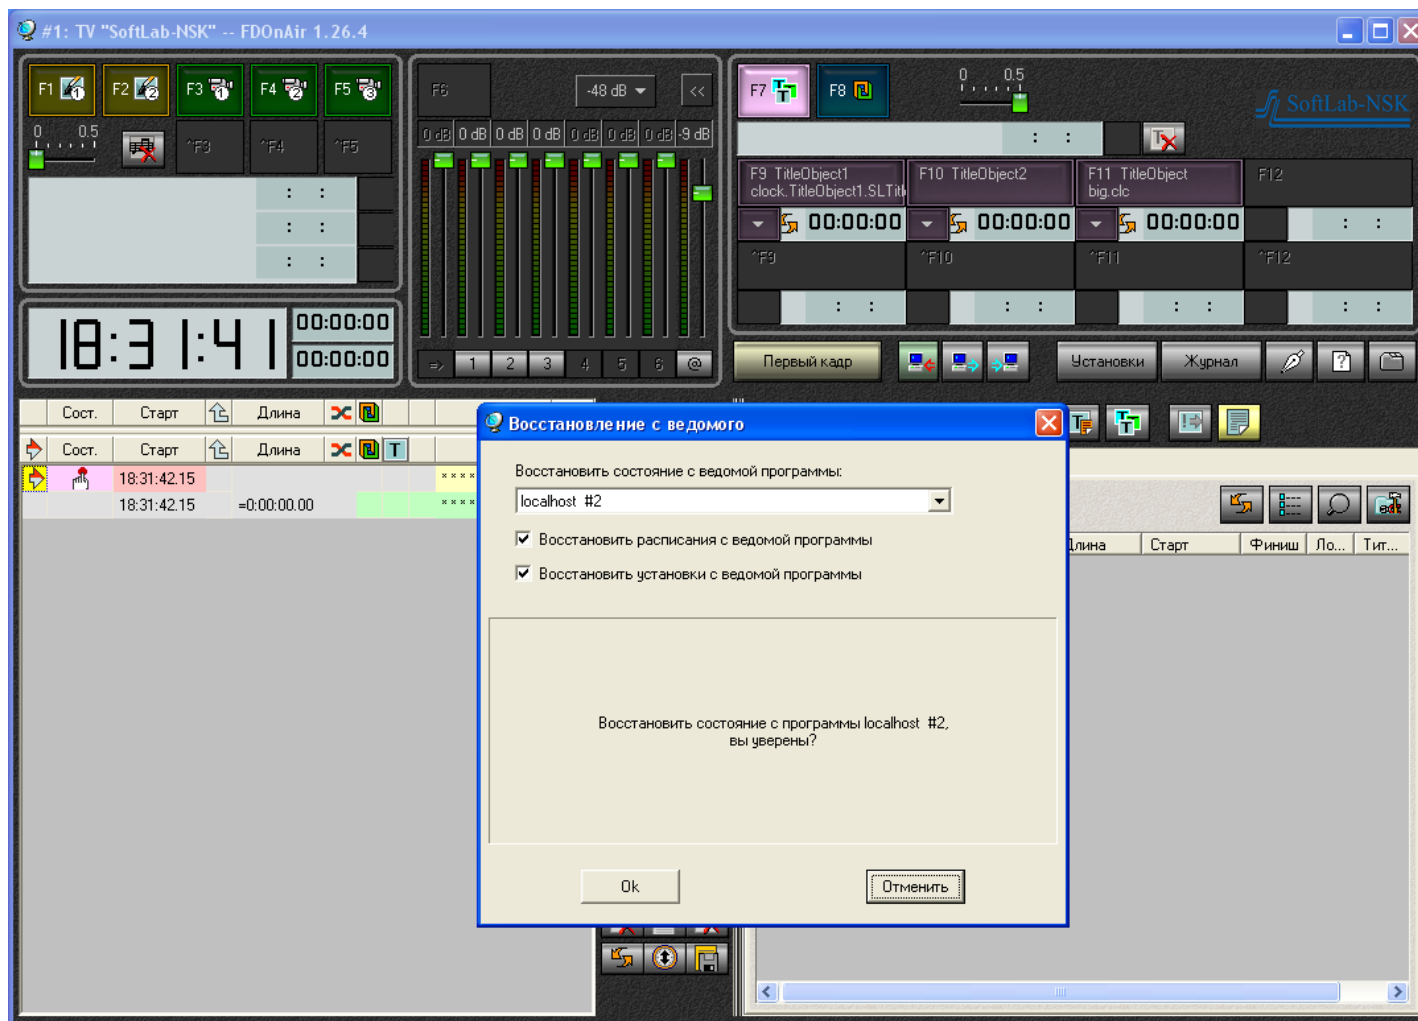 #1: TV "SoftLab-NSK" -- FDOnAir 1.26.4
F1 1 F2 2 F3 1 F4 2 F5 3
0 0.5 ^F3 ^F4 ^F5
: :
: :
: :
18:31:41 00:00:00
00:00:00
F6 -48 dB <<
0 dB 0 dB 0 dB 0 dB 0 dB 0 dB 0 dB -9 dB
=> 1 2 3 4 5 6 @
F7 F8 0 0.5
SoftLab-NSK
: :
F9 TitleObject1 F10 TitleObject2 F11 TitleObject F12
clock.TitleObject1.SLTitl big.clc
00:00:00 00:00:00 00:00:00 : :
^F9 ^F10 ^F11 ^F12
: : : : : : : :
Первый кадр Установки Журнал ?
Сост. Старт Длина
Сост. Старт Длина T
18:31:42.15 ****
18:31:42.15 =0:00:00.00 ****
Восстановление с ведомого
Восстановить состояние с ведомой программы:
localhost #2
Восстановить расписания с ведомой программы
Восстановить установки с ведомой программы
Восстановить состояние с программы localhost #2,
вы уверены?
Ok Отменить
Длина Старт Финиш Ло... Тит...